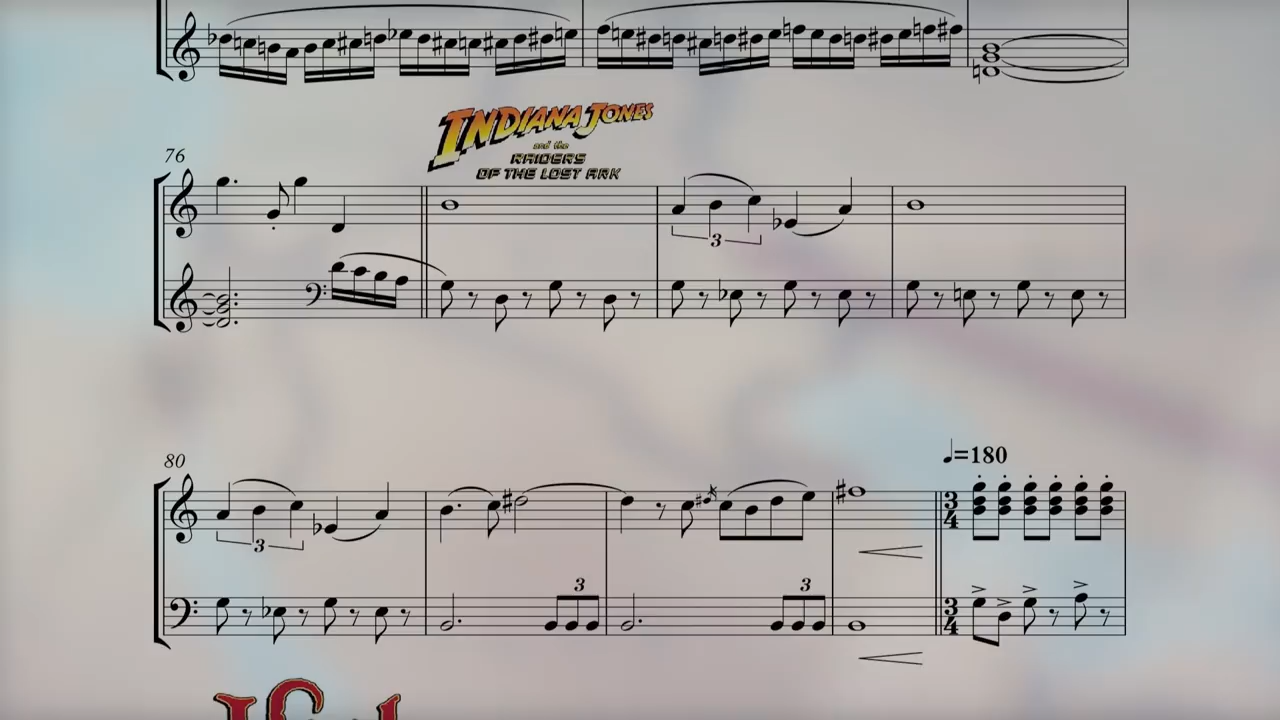 76
INDIANA JONES
and the
RAIDERS
OF THE LOST ARK
3
80
=180
3
3
3
3
4
3
4